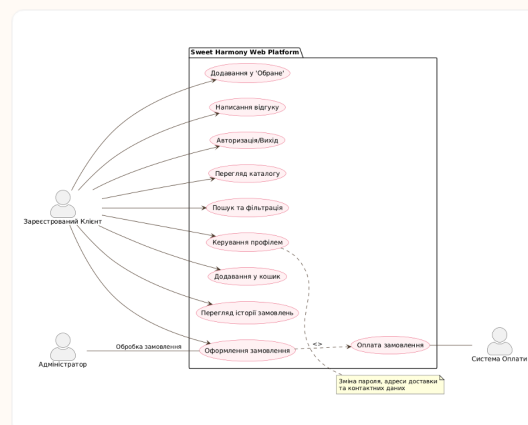 Sweet Harmony Web Platform
Додавання у 'Обране'
Написання відгуку
Авторизація/Вихід
Перегляд каталогу
Пошук та фільтрація
Зареєстрований Клієнт
Керування профілем
Додавання у кошик
Перегляд історії замовлень
Обробка замовлення
Оформлення замовлення
<>
Оплата замовлення
Адміністратор
Система Оплати
Зміна пароля, адреси доставки
та контактних даних